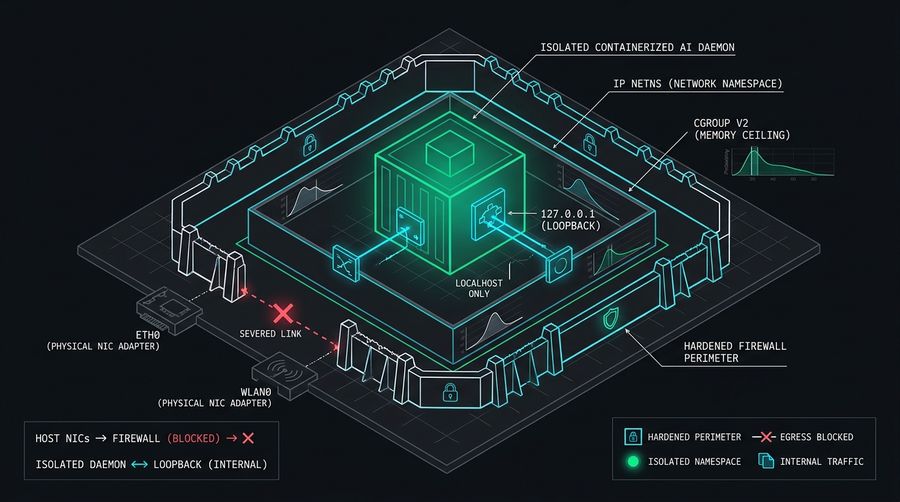 ISOLATED CONTAINERIZED AI DAEMON
IP NETNS (NETWORK NAMESPACE)
CGROUP V2
(MEMORY CEILING)
127.0.0.1
(LOOPBACK)
LOCALHOST
ONLY
SEVERED LINK
ETH0
(PHYSICAL NIC ADAPTER)
WLAN0
(PHYSICAL NIC ADAPTER)
HARDENED FIREWALL
PERIMETER
HOST NICs → FIREWALL (BLOCKED) → ✕
ISOLATED DAEMON ↔ LOOPBACK (INTERNAL)
HARDENED PERIMETER
EGRESS BLOCKED
ISOLATED NAMESPACE
INTERNAL TRAFFIC